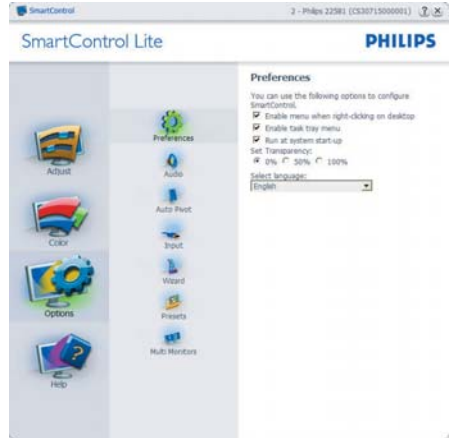 SmartControl
2 - Philips 225B1 (CS30715000001)
SmartControl Lite
PHILIPS
Adjust
Color
Options
Help
Preferences
Audio
Auto Pivot
Input
Wizard
Presets
Multi Monitors
Preferences
You can use the following options to configure
SmartControl.
Enable menu when right-clicking on desktop
Enable task tray menu
Run at system start-up
Set Transparency:
0% 50% 100%
Select language:
English